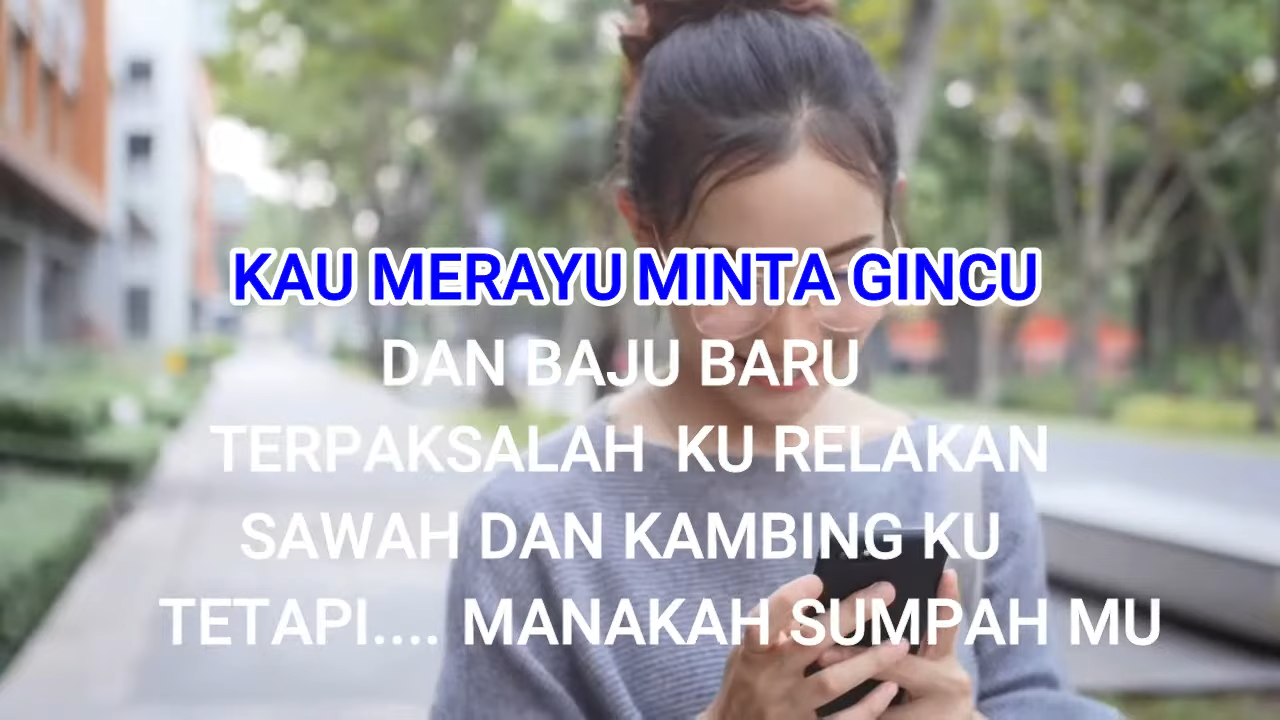 KAU MERAYU MINTA GINCU
DAN BAJU BARU
TERPAKSALAH KU RELAKAN
SAWAH DAN KAMBING KU
TETAPI.... MANAKAH SUMPAH MU